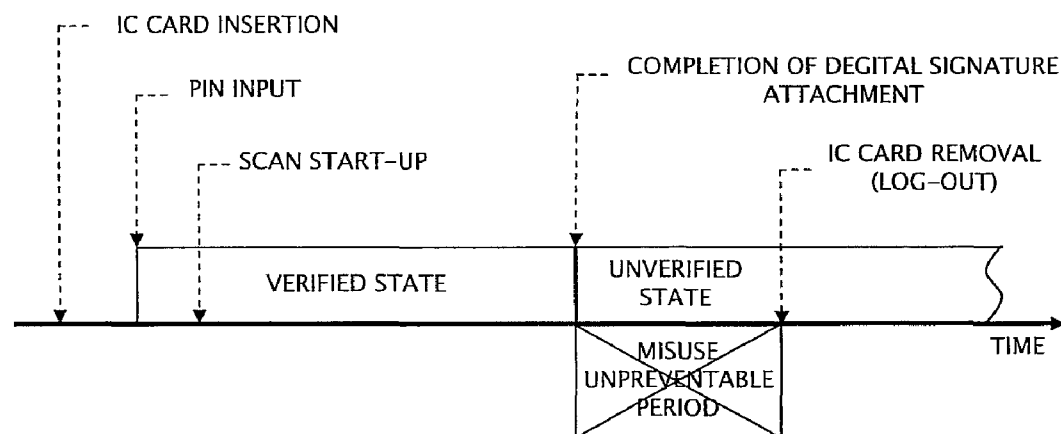 IC CARD INSERTION
PIN INPUT
SCAN START-UP
COMPLETION OF DEGITAL SIGNATURE
ATTACHMENT
IC CARD REMOVAL
(LOG-OUT)
VERIFIED STATE
UNVERIFIED
STATE
TIME
MISUSE
UNPREVENTABLE
PERIOD